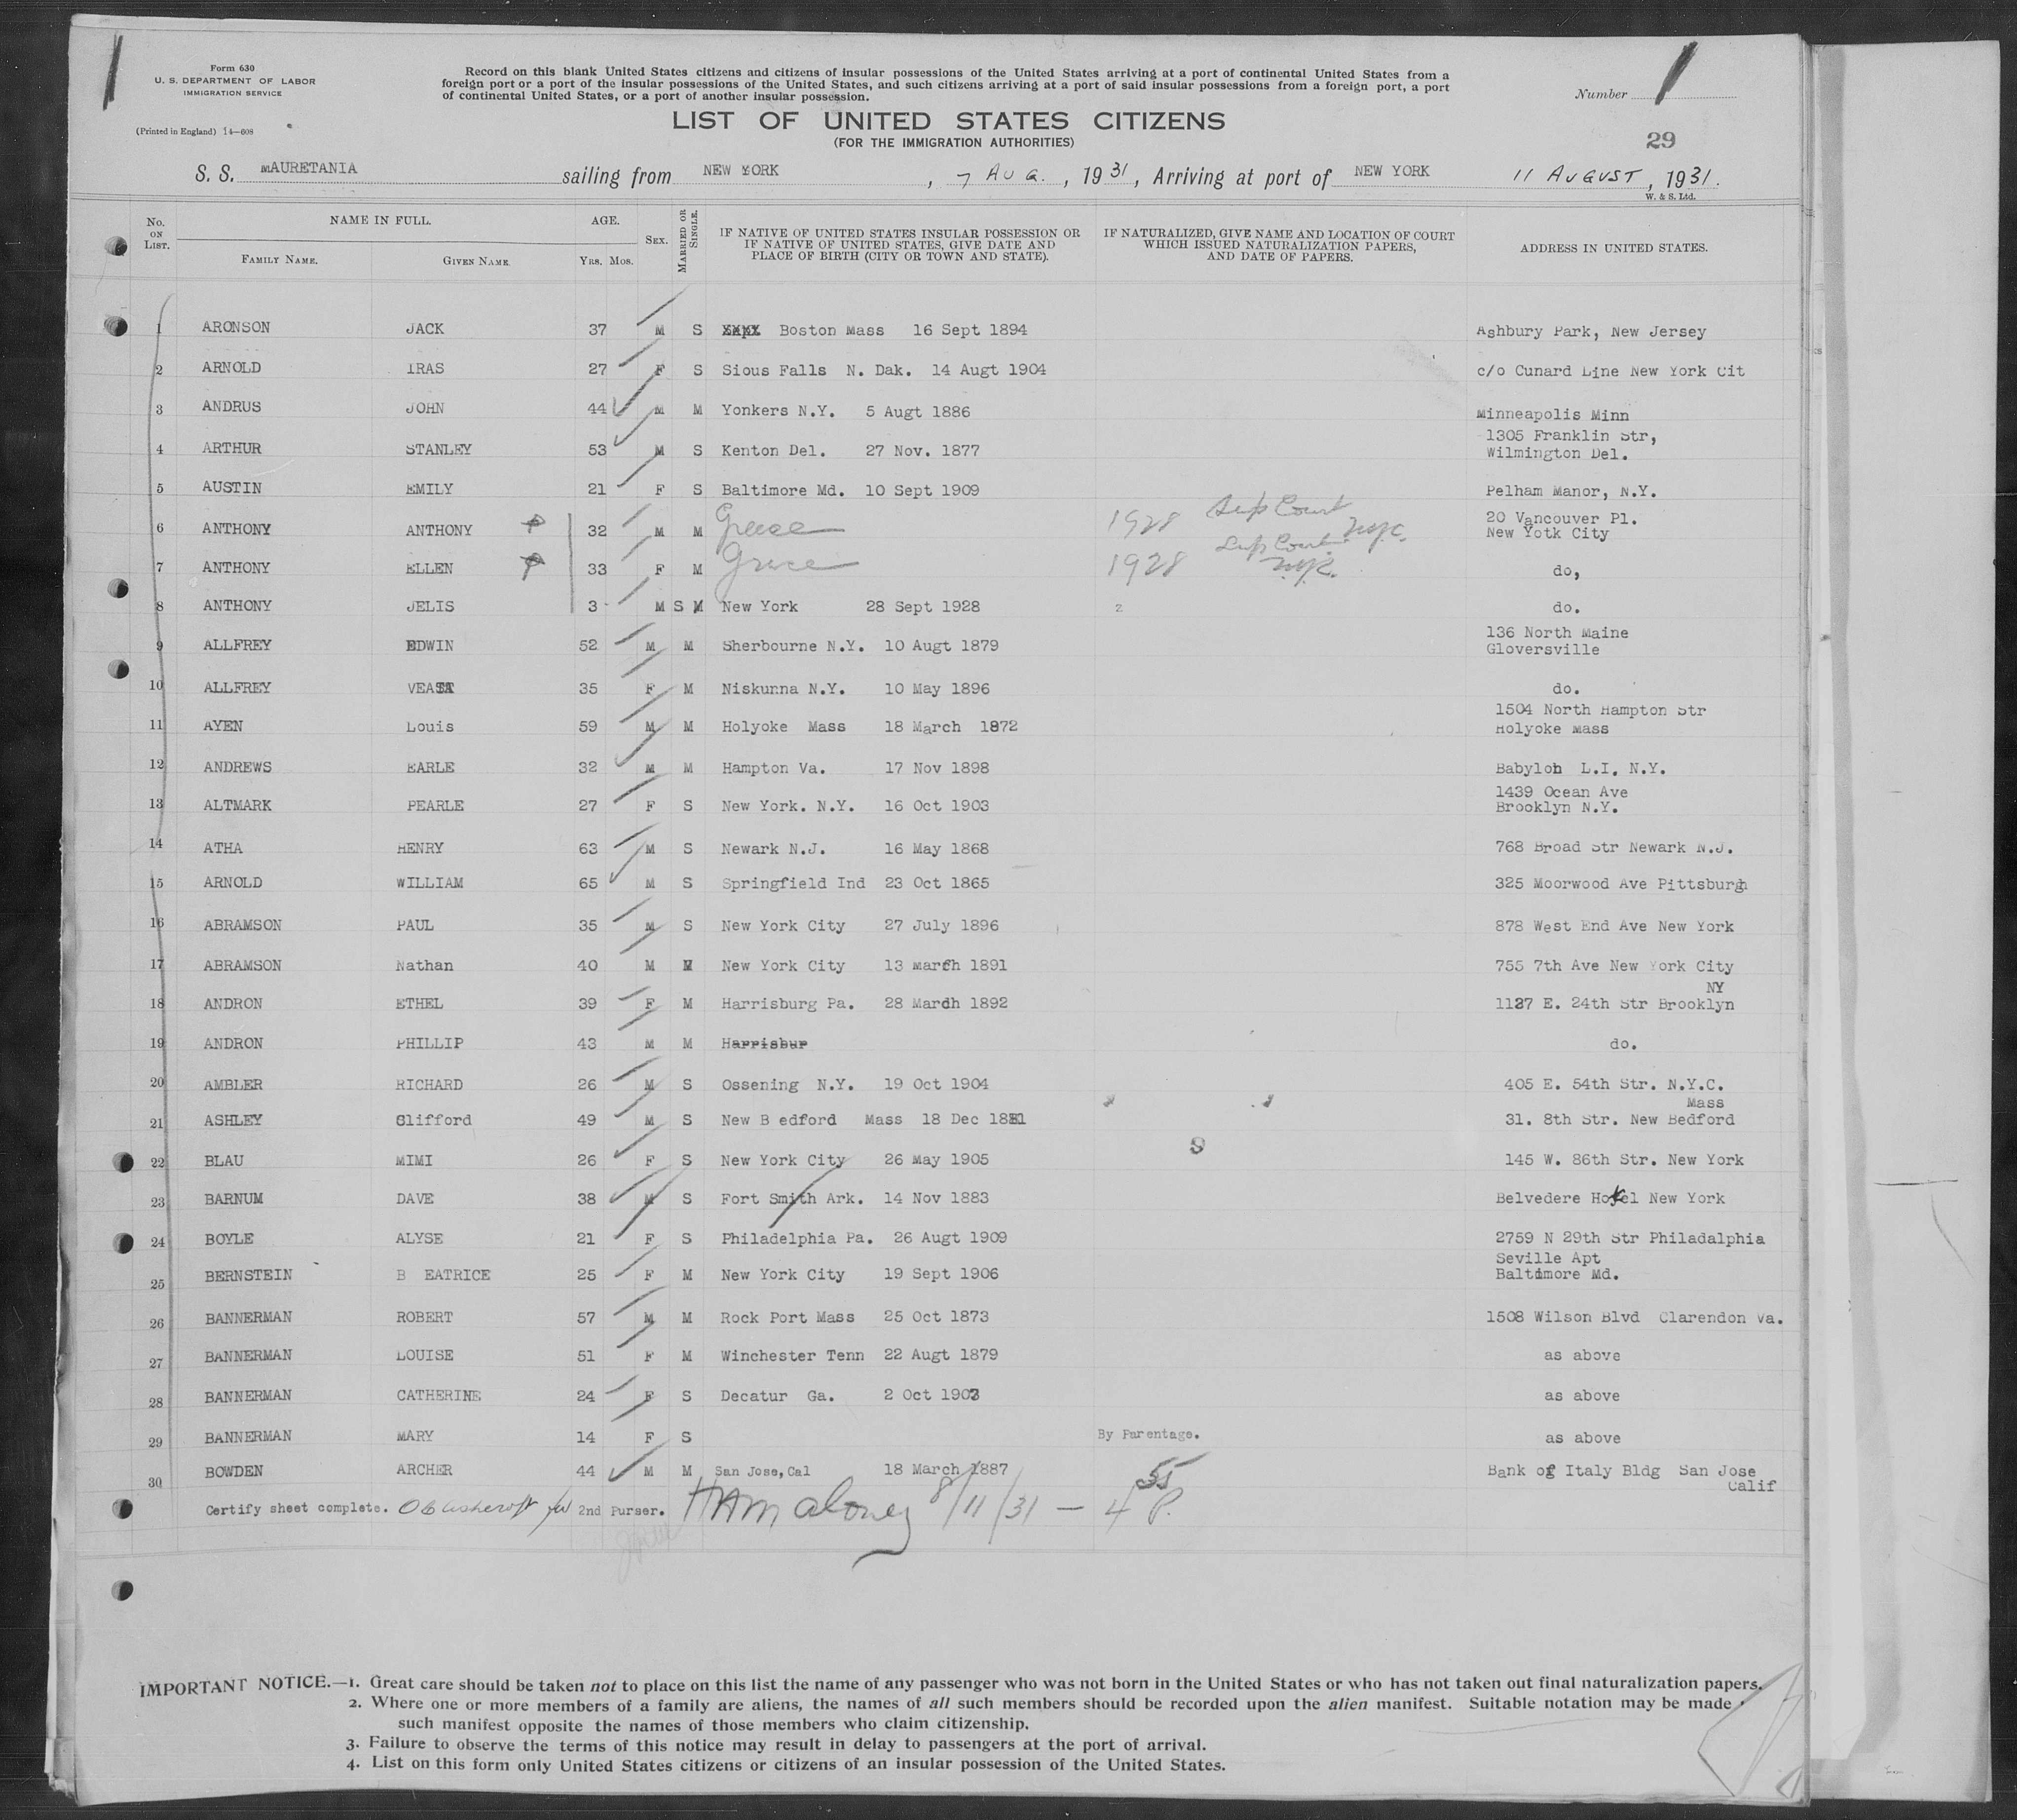 Form 630
U. S. DEPARTMENT OF LABOR
IMMIGRATION SERVICE
(Printed in England) 14—608
Record on this blank United States citizens and citizens of insular possessions of the United States arriving at a port of continental United States from a
foreign port or a port of the insular possessions of the United States, and such citizens arriving at a port of said insular possessions from a foreign port, a port
of continental United States, or a port of another insular possession.
Number 1
LIST OF UNITED STATES CITIZENS
(FOR THE IMMIGRATION AUTHORITIES)
29
S. S. MAURETANIA sailing from NEW YORK, 7 AUG., 1931, Arriving at port of NEW YORK 11 AUGUST, 1931.
W. & S. Ltd.
No. ON LIST. NAME IN FULL. FAMILY NAME. GIVEN NAME AGE. YRS. MOS. SEX. MARRIED OR SINGLE. IF NATIVE OF UNITED STATES INSULAR POSSESSION OR IF NATIVE OF UNITED STATES, GIVE DATE AND PLACE OF BIRTH (CITY OR TOWN AND STATE). IF NATURALIZED, GIVE NAME AND LOCATION OF COURT WHICH ISSUED NATURALIZATION PAPERS, AND DATE OF PAPERS. ADDRESS IN UNITED STATES.
1 ARONSON JACK 37 M S Boston Mass 16 Sept 1894 Ashbury Park, New Jersey
2 ARNOLD IRAS 27 F S Sious Falls N. Dak. 14 Augt 1904 c/o Cunard Line New York Cit
3 ANDRUS JOHN 44 M M Yonkers N.Y. 5 Augt 1886 Minneapolis Minn
4 ARTHUR STANLEY 53 M S Kenton Del. 27 Nov. 1877 1305 Franklin Str, Wilmington Del.
5 AUSTIN EMILY 21 F S Baltimore Md. 10 Sept 1909 Pelham Manor, N.Y.
6 ANTHONY ANTHONY 32 M M Greece 1928 Sup Court N.Y.C. 20 Vancouver Pl. New Yotk City
7 ANTHONY ELLEN 33 F M Greece 1928 Sup Court N.Y.C. do,
8 ANTHONY JELIS 3 M S M New York 28 Sept 1928 z do.
9 ALLFREY EDWIN 52 M M Sherbourne N.Y. 10 Augt 1879 136 North Maine Gloversville
10 ALLFREY 35 F M Niskunna N.Y. 10 May 1896 do.
11 AYEN Louis 59 M M Holyoke Mass 18 March 1872 1504 North Hampton Str Holyoke Mass
12 ANDREWS EARLE 32 M M Hampton Va. 17 Nov 1898 Babylon L.I. N.Y.
13 ALTMARK PEARLE 27 F S New York. N.Y. 16 Oct 1903 1439 Ocean Ave Brooklyn N.Y.
14 ATHA HENRY 63 M S Newark N.J. 16 May 1868 768 Broad Str Newark N.J.
15 ARNOLD WILLIAM 65 M S Springfield Ind 23 Oct 1865 325 Moorwood Ave Pittsburgh
16 ABRAMSON PAUL 35 M S New York City 27 July 1896 878 West End Ave New York
17 ABRAMSON Nathan 40 M M New York City 13 march 1891 755 7th Ave New York City
18 ANDRON ETHEL 39 F M Harrisburg Pa. 28 Mardh 1892 1127 E. 24th Str Brooklyn NY
19 ANDRON PHILLIP 43 M M Harrisbur do.
20 AMBLER RICHARD 26 M S Ossening N.Y. 19 Oct 1904 405 E. 54th Str. N.Y.C.
21 ASHLEY Clifford 49 M S New B edford Mass 18 Dec 1881 31. 8th Str. New Bedford Mass
22 BLAU MIMI 26 F S New York City 26 May 1905 145 W. 86th Str. New York
23 BARNUM DAVE 38 M S Fort Smith Ark. 14 Nov 1883 Belvedere Hotel New York
24 BOYLE ALYSE 21 F S Philadelphia Pa. 26 Augt 1909 2759 N 29th Str Philadalphia
25 BERNSTEIN B EATRICE 25 F M New York City 19 Sept 1906 Seville Apt Baltimore Md.
26 BANNERMAN ROBERT 57 M M Rock Port Mass 25 Oct 1873 1508 Wilson Blvd Clarendon Va.
27 BANNERMAN LOUISE 51 F M Winchester Tenn 22 Augt 1879 as above
28 BANNERMAN CATHERINE 24 F S Decatur Ga. 2 Oct 1907 as above
29 BANNERMAN MARY 14 F S By Parentage. as above
30 BOWDEN ARCHER 44 M M San Jose, Cal 18 March 1887 Bank of Italy Bldg San Jose Calif
55
Certify sheet complete. 2nd Purser. HAMaloney 8/11/31 — 4 P.
IMPORTANT NOTICE.—1. Great care should be taken not to place on this list the name of any passenger who was not born in the United States or who has not taken out final naturalization papers.
2. Where one or more members of a family are aliens, the names of all such members should be recorded upon the alien manifest. Suitable notation may be made
such manifest opposite the names of those members who claim citizenship.
3. Failure to observe the terms of this notice may result in delay to passengers at the port of arrival.
4. List on this form only United States citizens or citizens of an insular possession of the United States.